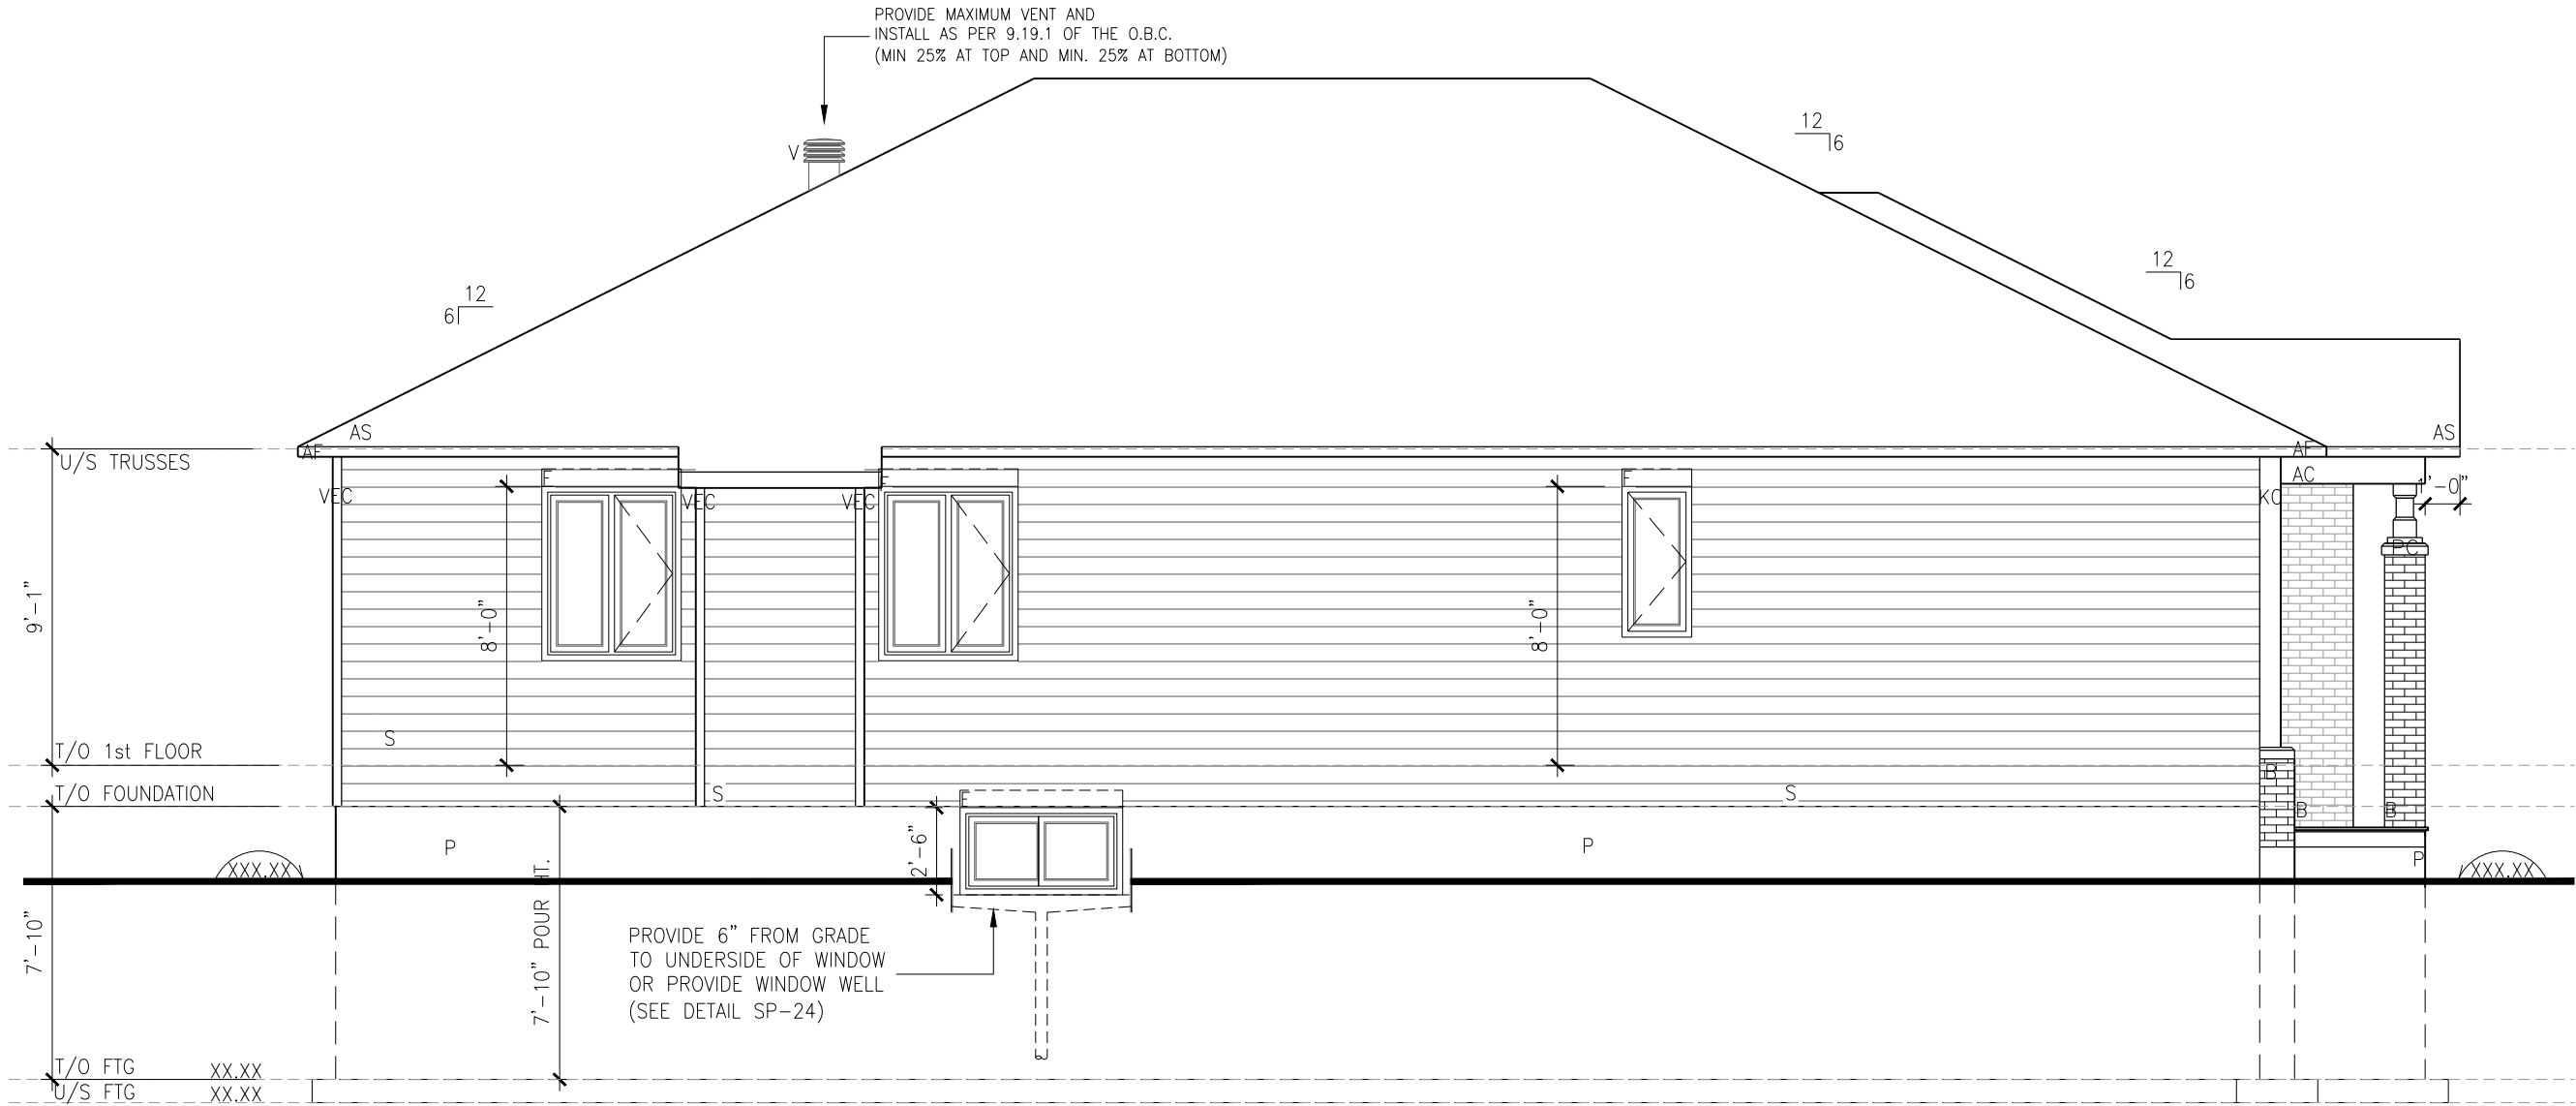 PROVIDE MAXIMUM VENT AND
INSTALL AS PER 9.19.1 OF THE O.B.C.
(MIN 25% AT TOP AND MIN. 25% AT BOTTOM)
12
6
V
12
6
12
6
AS
AS
AF
AF
U/S TRUSSES
AC
F
F
F
VEC
VEC
VEC
KC
1'-0"
PC
9'-1"
8'-0"
8'-0"
S
T/O 1st FLOOR
B
T/O FOUNDATION
S
F
S
B
B
P
2'-6"
P
P
XXX.XX
XXX.XX
7'-10"
7'-10" POUR HT.
PROVIDE 6" FROM GRADE
TO UNDERSIDE OF WINDOW
OR PROVIDE WINDOW WELL
(SEE DETAIL SP-24)
T/O FTG XX.XX
U/S FTG XX.XX